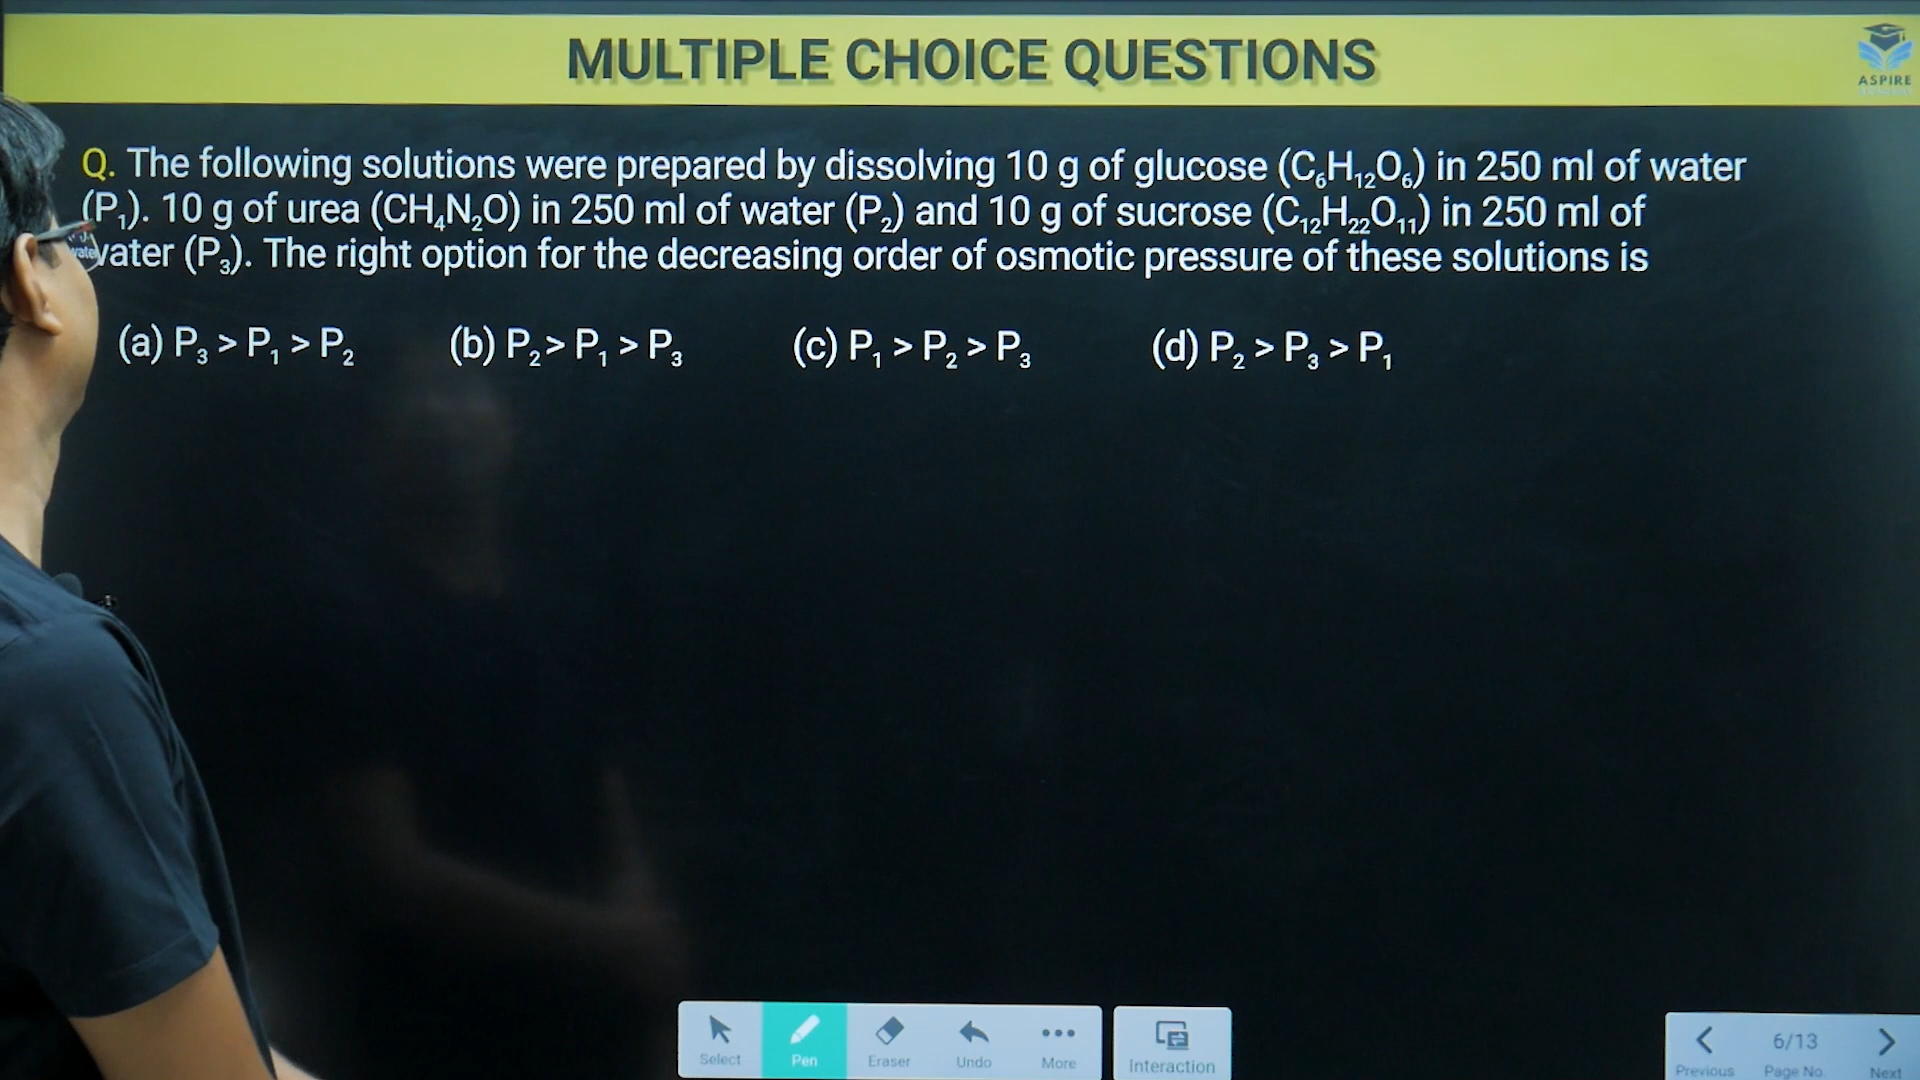 MULTIPLE CHOICE QUESTIONS
ASPIRE
Q. The following solutions were prepared by dissolving 10 g of glucose (C₆H₁₂O₆) in 250 ml of water
(P₁). 10 g of urea (CH₄N₂O) in 250 ml of water (P₂) and 10 g of sucrose (C₁₂H₂₂O₁₁) in 250 ml of
water (P₃). The right option for the decreasing order of osmotic pressure of these solutions is
(a) P₃ > P₁ > P₂ (b) P₂ > P₁ > P₃ (c) P₁ > P₂ > P₃ (d) P₂ > P₃ > P₁
Select Pen Eraser Undo More Interaction
6/13
Previous Page No. Next